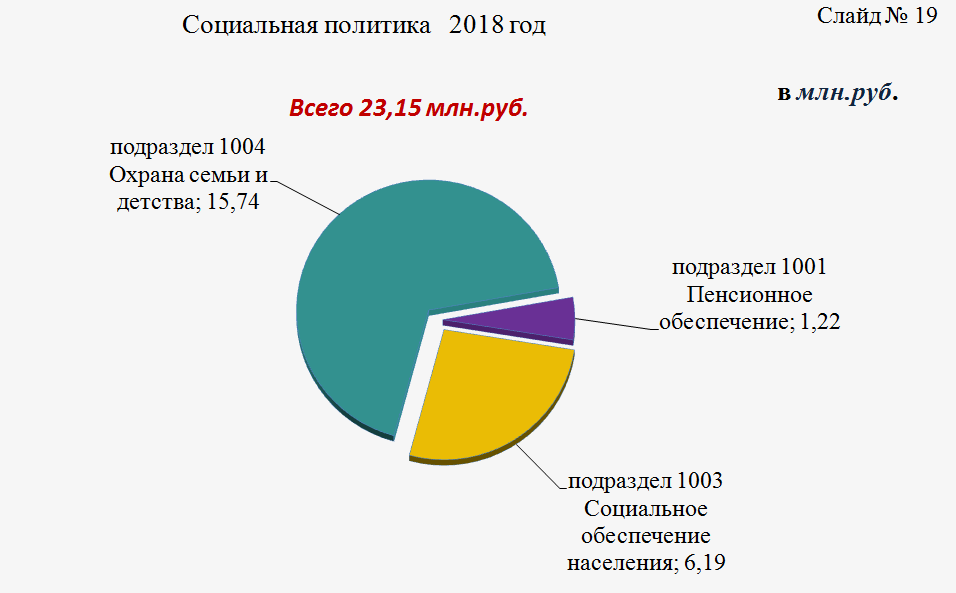 Социальная политика 2018 год
Слайд № 19
в млн.руб.
Всего 23,15 млн.руб.
подраздел 1004
Охрана семьи и
детства; 15,74
подраздел 1001
Пенсионное
обеспечение; 1,22
подраздел 1003
Социальное
обеспечение
населения; 6,19